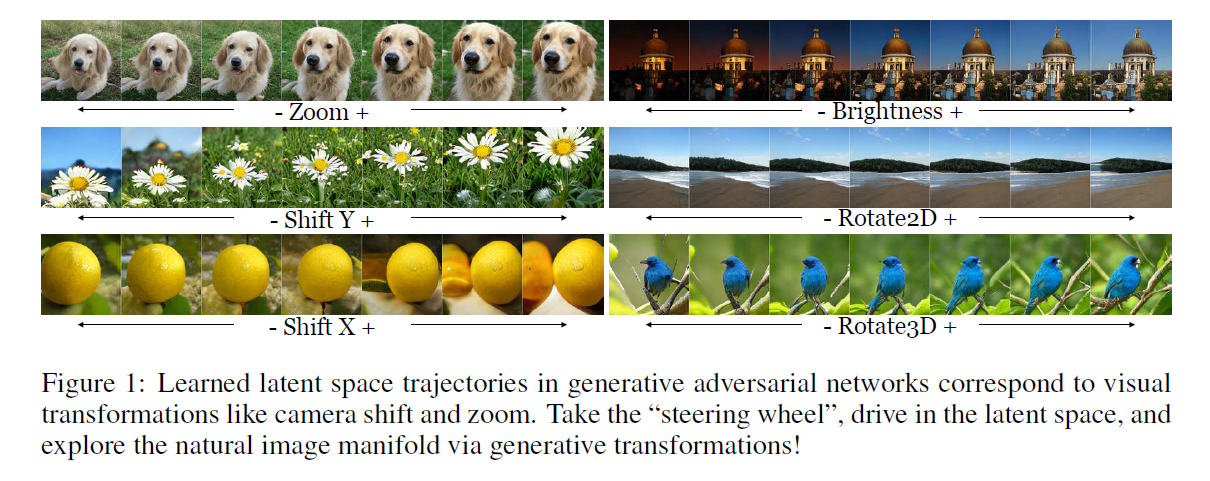 - Zoom +
- Brightness +
- Shift Y +
- Rotate2D +
- Shift X +
- Rotate3D +
Figure 1: Learned latent space trajectories in generative adversarial networks correspond to visual
transformations like camera shift and zoom. Take the “steering wheel”, drive in the latent space, and
explore the natural image manifold via generative transformations!